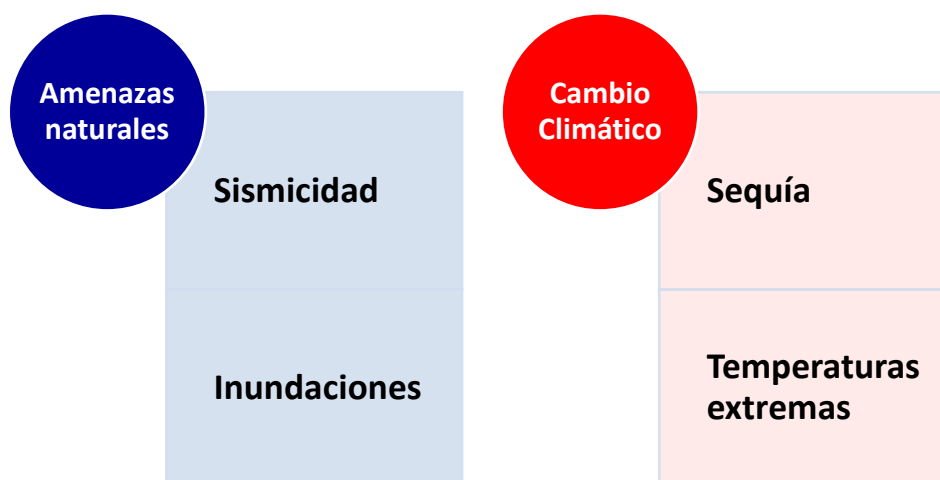 Amenazas
naturales
Sismicidad
Inundaciones
Cambio
Climático
Sequía
Temperaturas
extremas